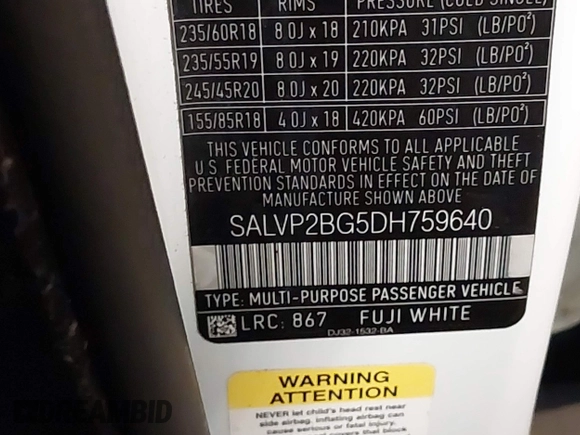 TIRES RIMS PRESSURE (COLD SINGLE)
235/60R18 8.0J x 18 210KPA 31PSI (LB/PO²)
235/55R19 8.0J x 19 220KPA 32PSI (LB/PO²)
245/45R20 8.0J x 20 220KPA 32PSI (LB/PO²)
155/85R18 4.0J x 18 420KPA 60PSI (LB/PO²)
THIS VEHICLE CONFORMS TO ALL APPLICABLE
U.S. FEDERAL MOTOR VEHICLE SAFETY AND THEFT
PREVENTION STANDARDS IN EFFECT ON THE DATE OF
MANUFACTURE SHOWN ABOVE
SALVP2BG5DH759640
TYPE: MULTI-PURPOSE PASSENGER VEHICLE
LRC: 867 FUJI WHITE
DJ32-1532-BA
WARNING
ATTENTION
NEVER let child's head rest near
side airbag. Inflating airbag can
cause serious or fatal injury.
covers that block